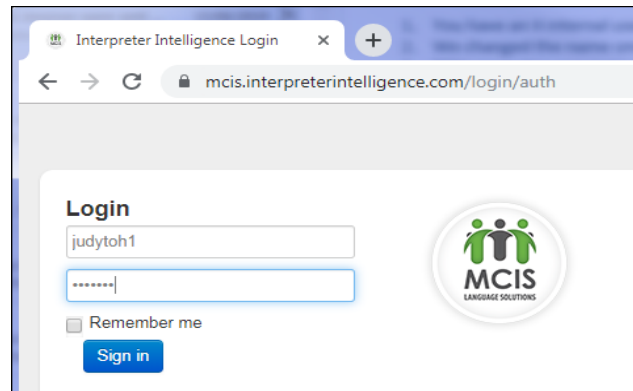 Interpreter Intelligence Login
mcis.interpreterintelligence.com/login/auth
Login
judytoh1
•••••••
Remember me
Sign in
MCIS
LANGUAGE SOLUTIONS